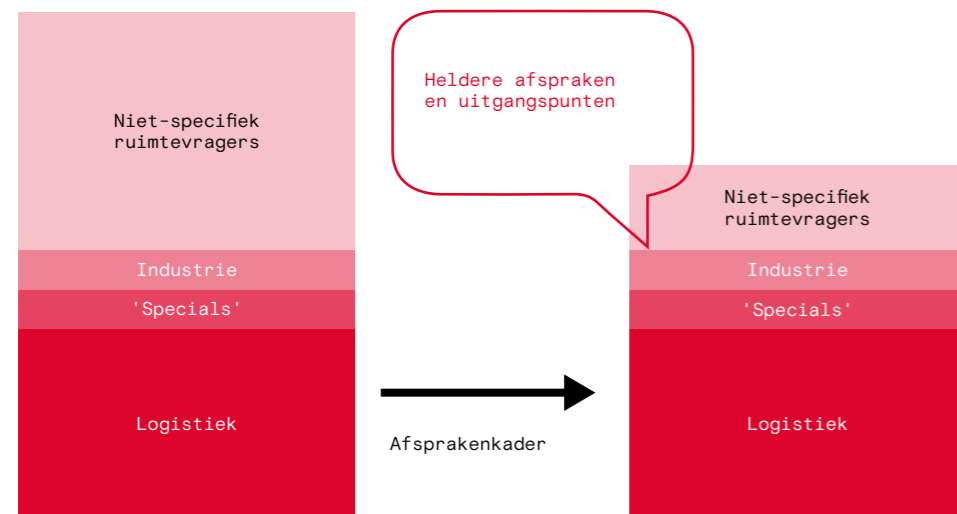 Niet-specifiek
ruimtevragers
Industrie
'Specials'
Logistiek
Heldere afspraken
en uitgangspunten
Afsprakenkader
Niet-specifiek
ruimtevragers
Industrie
'Specials'
Logistiek